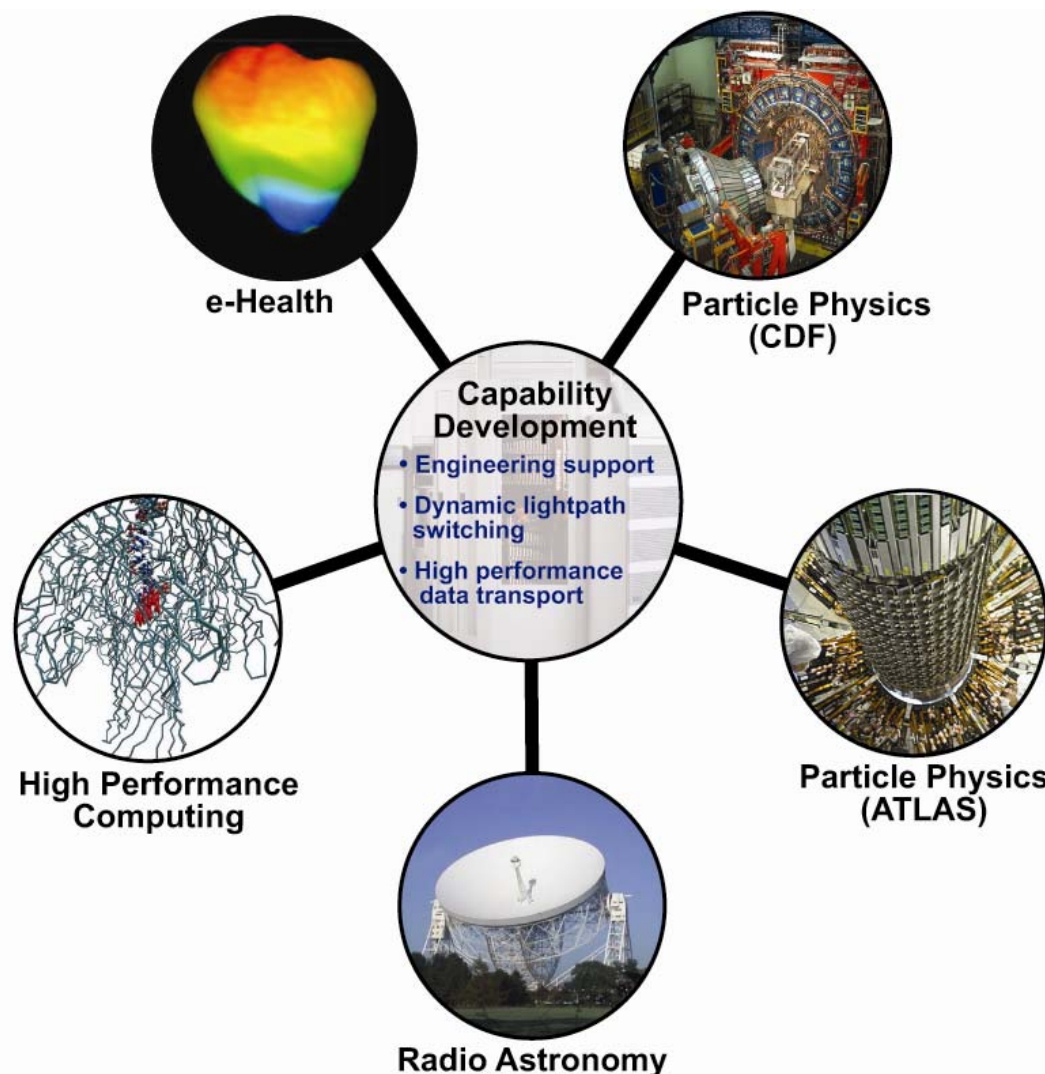 e-Health
Particle Physics
(CDF)
Capability
Development
• Engineering support
• Dynamic lightpath
switching
• High performance
data transport
High Performance
Computing
Particle Physics
(ATLAS)
Radio Astronomy